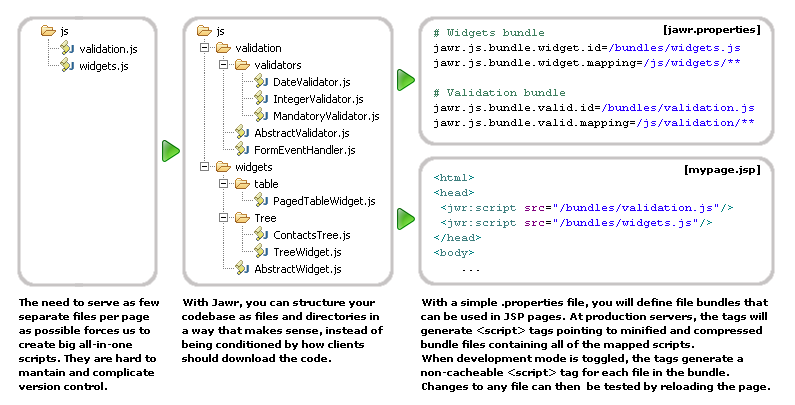 js
validation.js
widgets.js
The need to serve as few
separate files per page
as possible forces us to
create big all-in-one
scripts. They are hard to
mantain and complicate
version control.
js
validation
validators
DateValidator.js
IntegerValidator.js
MandatoryValidator.js
AbstractValidator.js
FormEventHandler.js
widgets
table
PagedTableWidget.js
Tree
ContactsTree.js
TreeWidget.js
AbstractWidget.js
With Jawr, you can structure your
codebase as files and directories in
a way that makes sense, instead of
being conditioned by how clients
should download the code.
[jawr.properties]
# Widgets bundle
jawr.js.bundle.widget.id=/bundles/widgets.js
jawr.js.bundle.widget.mapping=/js/widgets/**
# Validation bundle
jawr.js.bundle.valid.id=/bundles/validation.js
jawr.js.bundle.valid.mapping=/js/validation/**
[mypage.jsp]
<html>
<head>
<jwr:script src="/bundles/validation.js"/>
<jwr:script src="/bundles/widgets.js"/>
</head>
<body>
...
With a simple .properties file, you will define file bundles that
can be used in JSP pages. At production servers, the tags will
generate <script> tags pointing to minified and compressed
bundle files containing all of the mapped scripts.
When development mode is toggled, the tags generate a
non-cacheable <script> tag for each file in the bundle.
Changes to any file can then be tested by reloading the page.